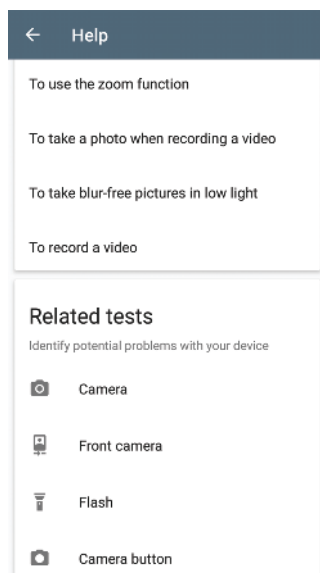 Help
To use the zoom function
To take a photo when recording a video
To take blur-free pictures in low light
To record a video
Related tests
Identify potential problems with your device
Camera
Front camera
Flash
Camera button